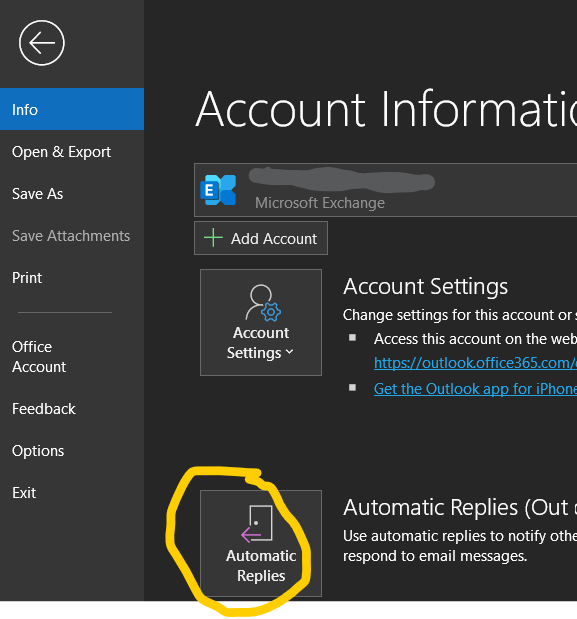 Info
Open & Export
Save As
Save Attachments
Print
Office
Account
Feedback
Options
Exit
Account Informatic
E
Microsoft Exchange
Add Account
Account
Settings
Account Settings
Change settings for this account or s
Access this account on the web
https://outlook.office365.com/
Get the Outlook app for iPhone
Automatic
Replies
Automatic Replies (Out o
Use automatic replies to notify othe
respond to email messages.